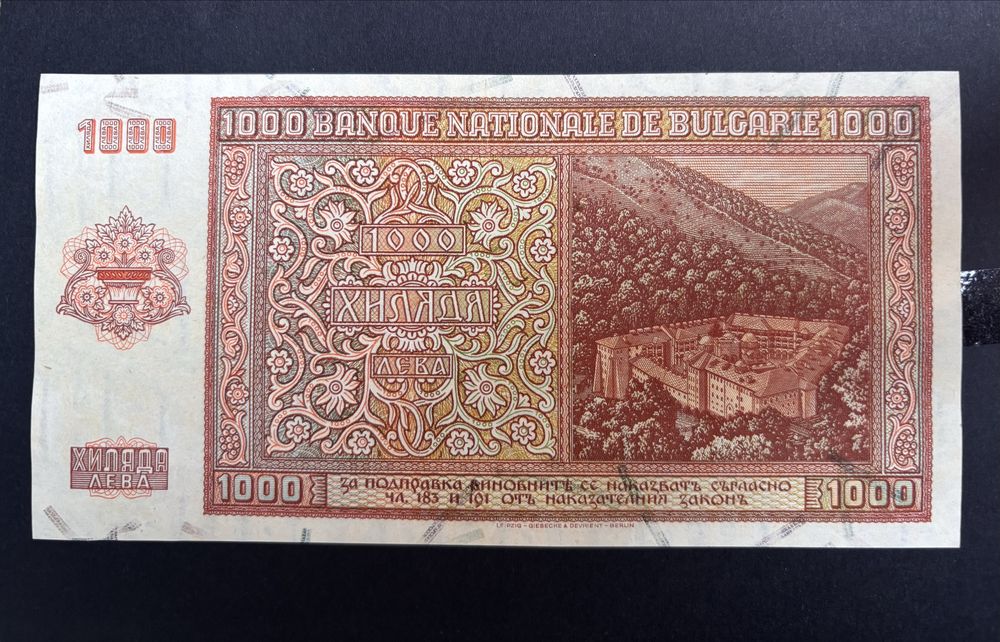 1000
1000 BANQUE NATIONALE DE BULGARIE 1000
1000
ХИЛЯДА
ЛЕВА
ХИЛЯДА
ЛЕВА
1000
ЗА ПОДПРАВКА ВИНОВНИТѢ СЕ НАКАЗВАТЪ СЪГЛАСНО
ЧЛ. 183 И 191 ОТЪ НАКАЗАТЕЛНИЯ ЗАКОНЪ
1000
LEIPZIG - GIESECKE & DEVRIENT - BERLIN